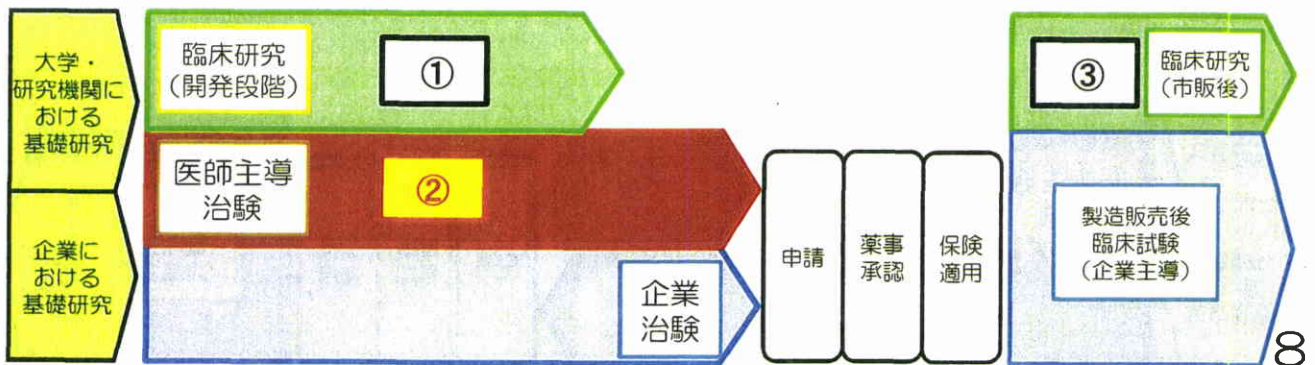 大学・
研究機関に
おける
基礎研究
企業に
おける
基礎研究
臨床研究
(開発段階)
①
医師主導
治験
②
企業
治験
申請
薬事
承認
保険
適用
③
臨床研究
(市販後)
製造販売後
臨床試験
(企業主導)
8